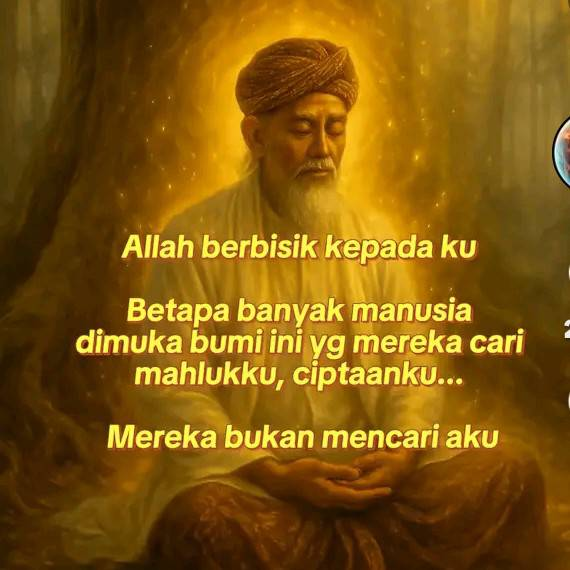 Allah berbisik kepada ku
Betapa banyak manusia
dimuka bumi ini yg mereka cari
mahlukku, ciptaanku...
Mereka bukan mencari aku